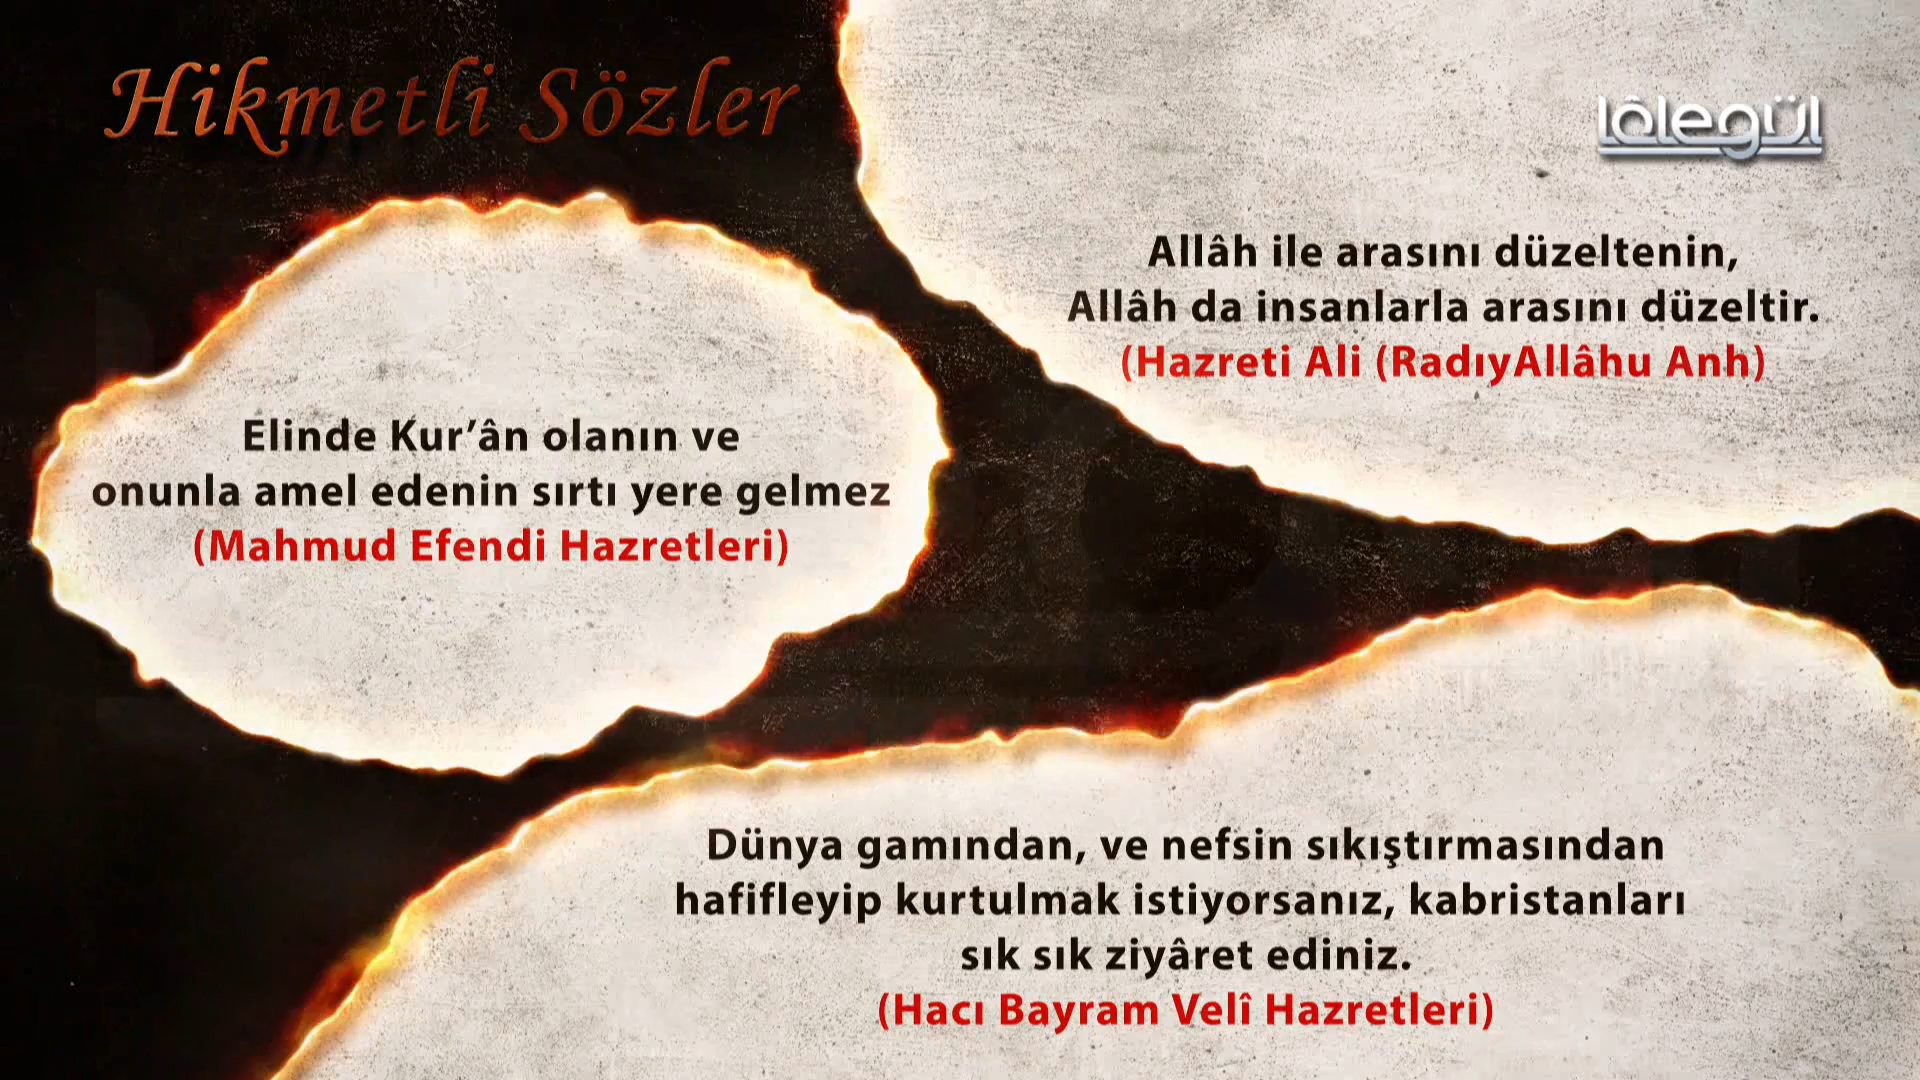 Hikmetli Sözler
lâlegül
Allâh ile arasını düzeltenin,
Allâh da insanlarla arasını düzeltir.
(Hazreti Ali (RadıyAllâhu Anh)
Elinde Kur’ân olanın ve
onunla amel edenin sırtı yere gelmez
(Mahmud Efendi Hazretleri)
Dünya gamından, ve nefsin sıkıştırmasından
hafifleyip kurtulmak istiyorsanız, kabristanları
sık sık ziyâret ediniz.
(Hacı Bayram Velî Hazretleri)